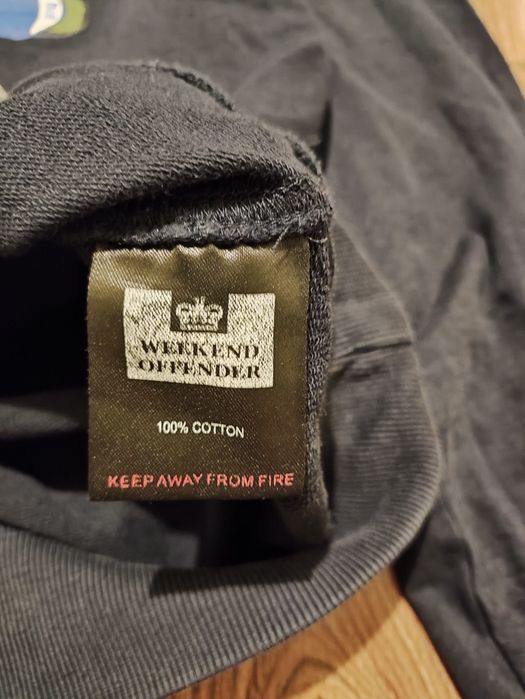 WEEKEND
OFFENDER
100% COTTON
KEEP AWAY FROM FIRE